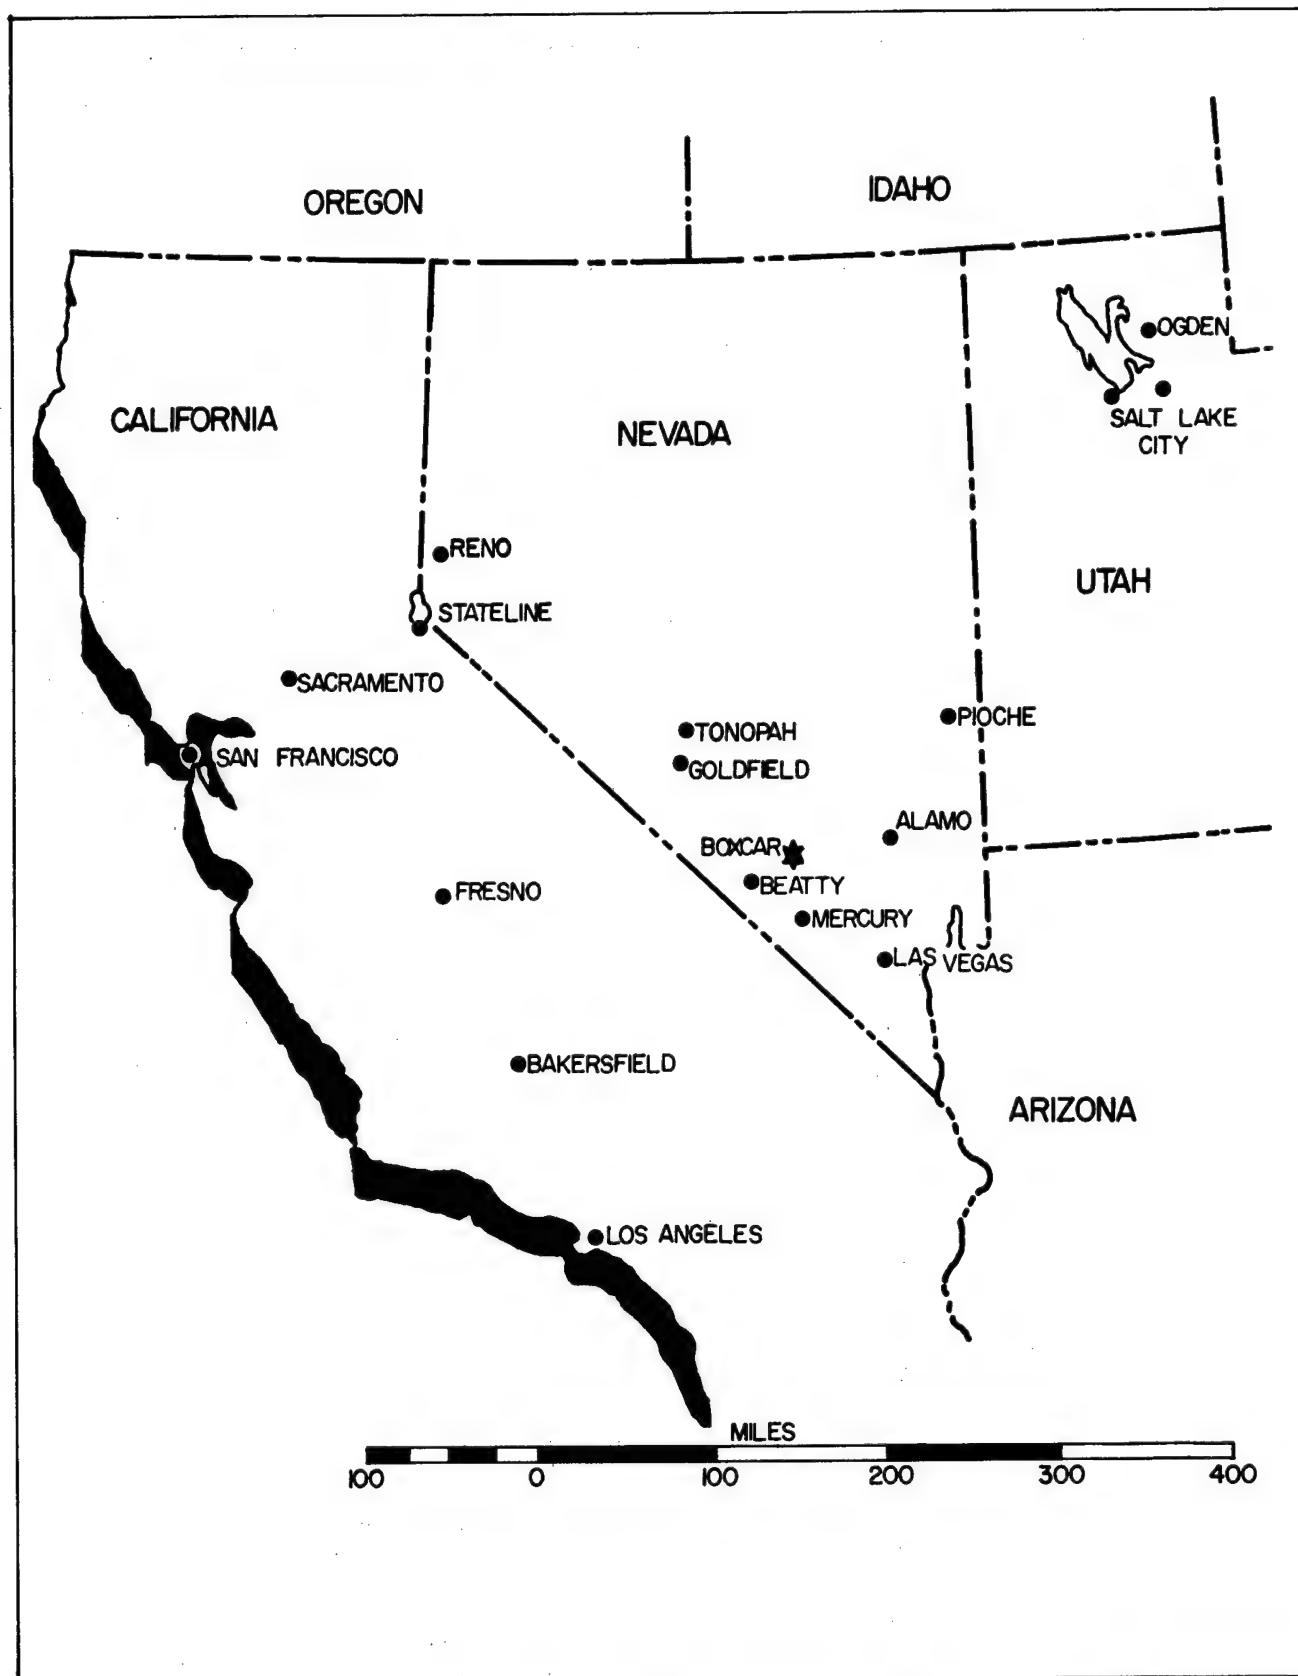 OREGON
IDAHO
OGDEN
CALIFORNIA
NEVADA
SALT LAKE
CITY
RENO
UTAH
STATELINE
SACRAMENTO
PIOCHE
TONOPAH
SAN FRANCISCO
GOLDFIELD
ALAMO
BOXCAR
BEATTY
FRESNO
MERCURY
LAS VEGAS
BAKERSFIELD
ARIZONA
LOS ANGELES
MILES
100 0 100 200 300 400